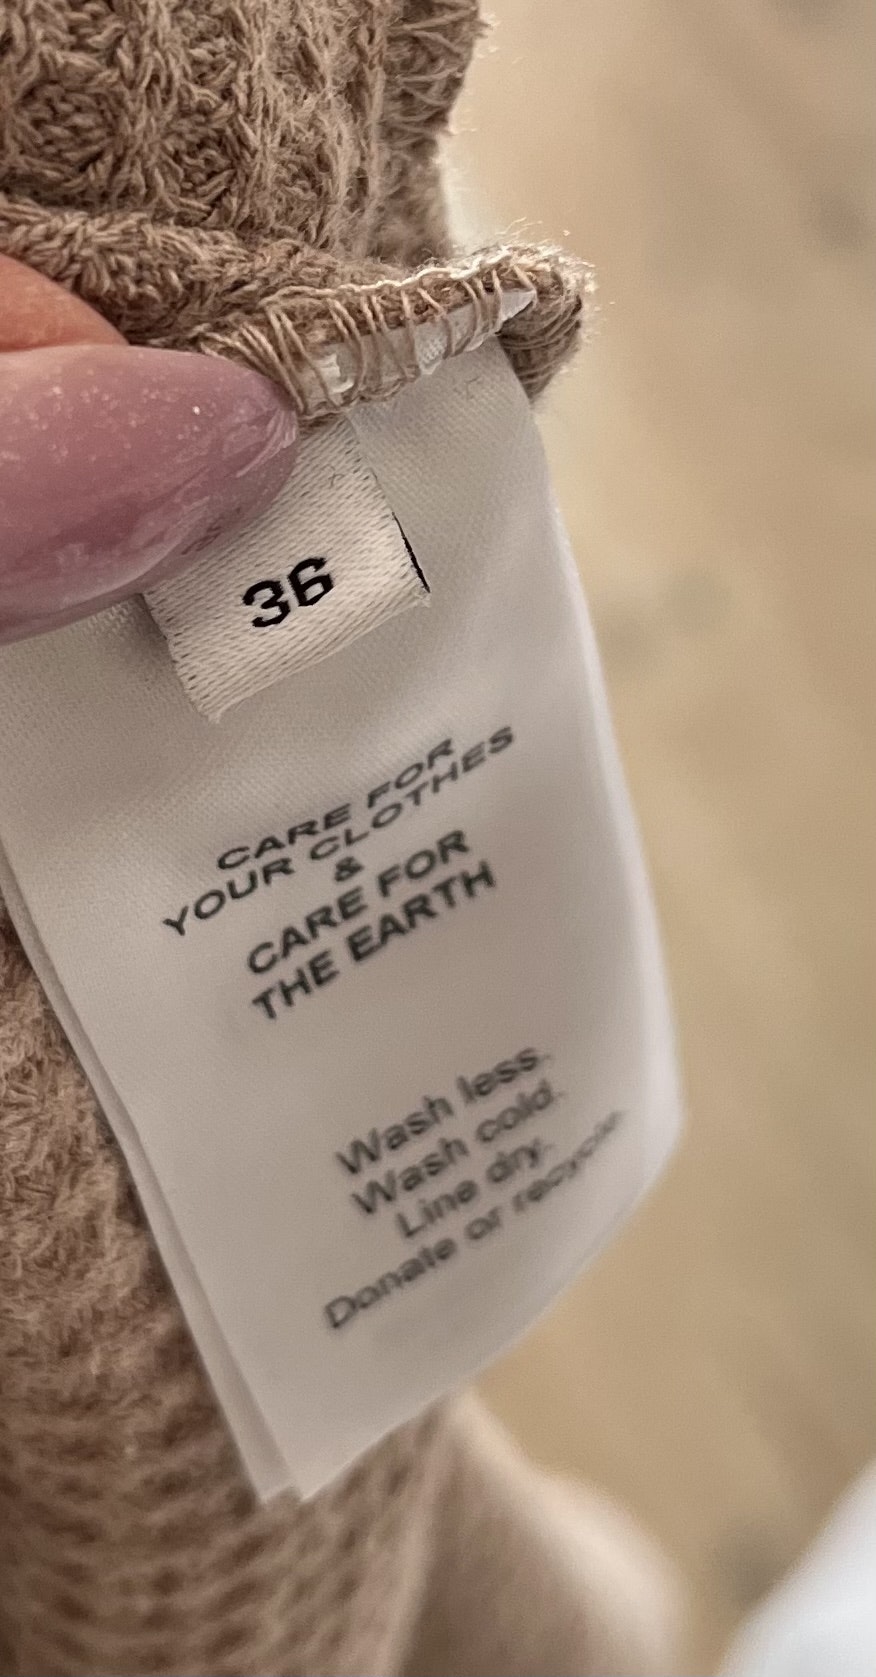 36
CARE FOR
YOUR CLOTHES
&
CARE FOR
THE EARTH
Wash less.
Wash cold.
Line dry.
Donate or recycle.